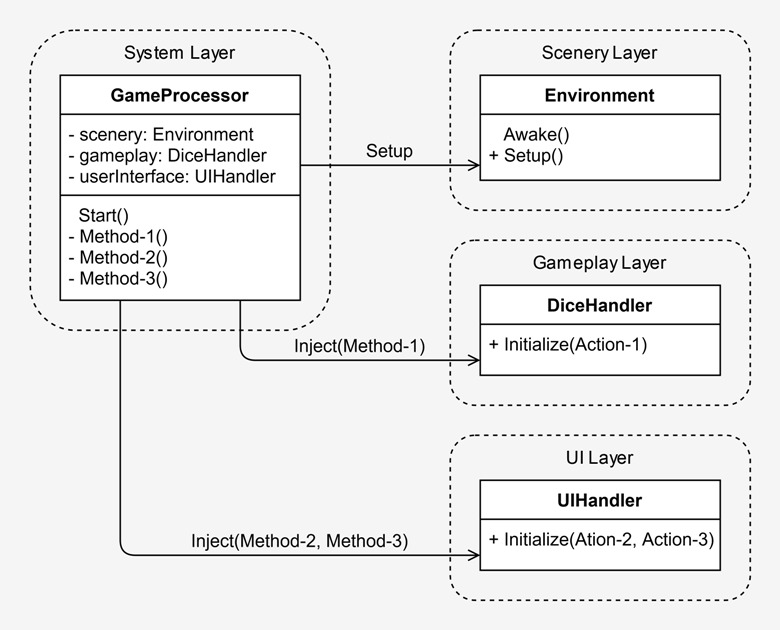 System Layer
GameProcessor
- scenery: Environment
- gameplay: DiceHandler
- userInterface: UIHandler
Start()
- Method-1()
- Method-2()
- Method-3()
Setup
Scenery Layer
Environment
Awake()
+ Setup()
Gameplay Layer
DiceHandler
+ Initialize(Action-1)
Inject(Method-1)
UI Layer
UIHandler
+ Initialize(Ation-2, Action-3)
Inject(Method-2, Method-3)